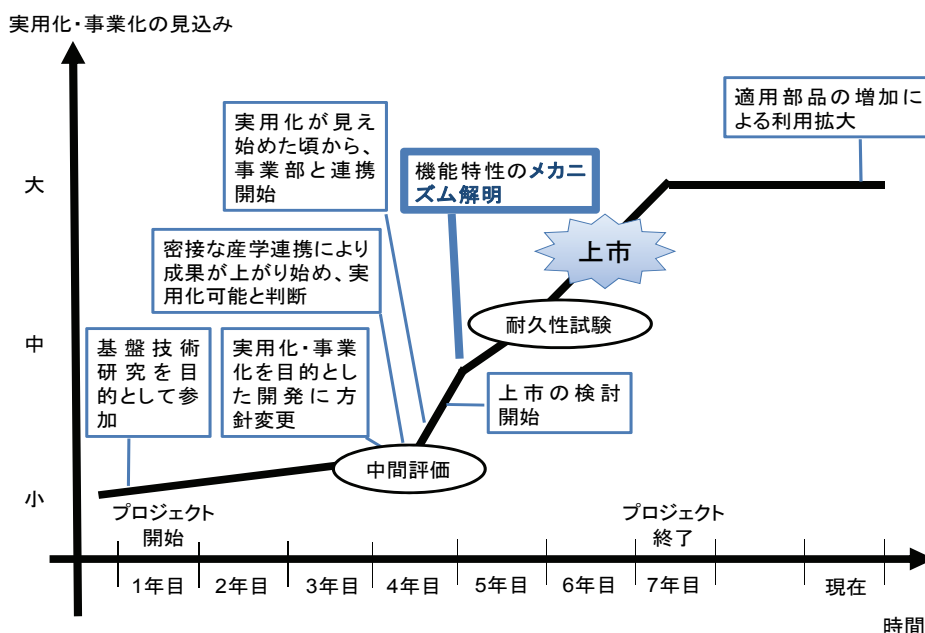 実用化・事業化の見込み
適用部品の増加に
よる利用拡大
実用化が見え
始めた頃から、
事業部と連携
開始
機能特性のメカニ
ズム解明
大
密接な産学連携により
成果が上がり始め、実
用化可能と判断
上市
耐久性試験
中
基盤技術
研究を目
的として参
加
実用化・事業
化を目的とし
た開発に方
針変更
上市の検討
開始
中間評価
小
プロジェクト
開始
プロジェクト
終了
1年目
2年目
3年目
4年目
5年目
6年目
7年目
現在
時間